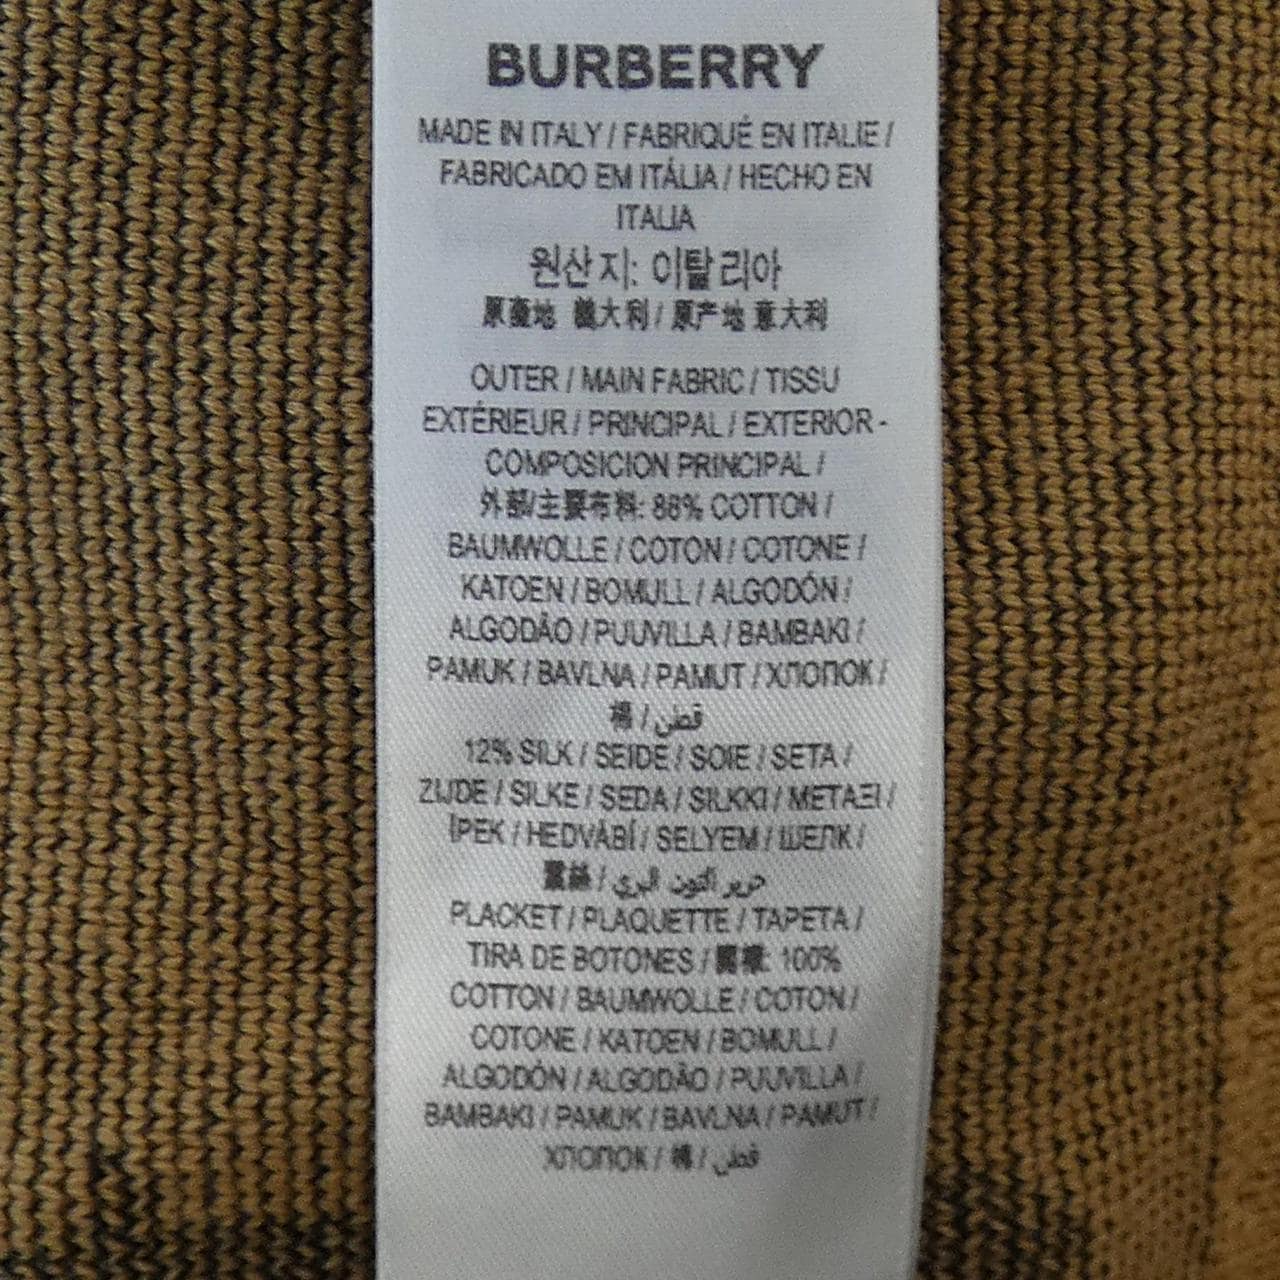 BURBERRY
MADE IN ITALY / FABRIQUÉ EN ITALIE /
FABRICADO EM ITÁLIA / HECHO EN
ITALIA
원산지: 이탈리아
原產地 義大利 / 原产地 意大利
OUTER / MAIN FABRIC / TISSU
EXTÉRIEUR / PRINCIPAL / EXTERIOR -
COMPOSICION PRINCIPAL /
外部/主要布料: 88% COTTON /
BAUMWOLLE / COTON / COTONE /
KATOEN / BOMULL / ALGODÓN /
ALGODÃO / PUUVILLA / BAMBAKI /
PAMUK / BAVLNA / PAMUT / ХЛОПОК /
棉 / قطن
12% SILK / SEIDE / SOIE / SETA /
ZIJDE / SILKE / SEDA / SILKKI / ΜΕΤΑΞΙ /
İPEK / HEDVÁBÍ / SELYEM / ШЕЛК /
蠶絲 / حرير التوت البري
PLACKET / PLAQUETTE / TAPETA /
TIRA DE BOTONES / 100%
COTTON / BAUMWOLLE / COTON /
COTONE / KATOEN / BOMULL /
ALGODÓN / ALGODÃO / PUUVILLA /
BAMBAKI / PAMUK / BAVLNA / PAMUT /
ХЛОПОК / 棉 / قطن